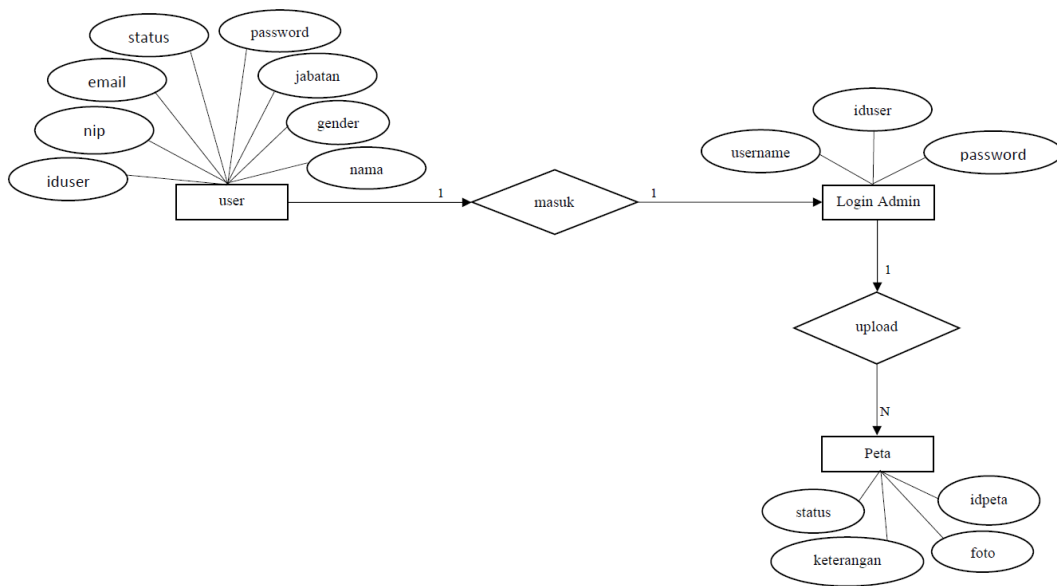 status
password
email
jabatan
nip
gender
iduser
nama
user
1
masuk
1
iduser
username
password
Login Admin
1
upload
N
Peta
status
idpeta
keterangan
foto